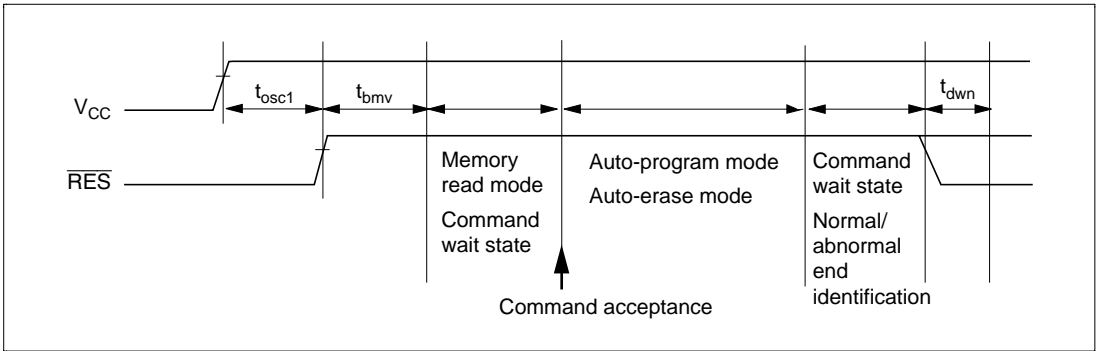 V_CC
t_osc1
t_bmv
t_dwn
R̅E̅S̅
Memory
read mode
Command
wait state
Auto-program mode
Auto-erase mode
Command
wait state
Normal/
abnormal
end
identification
Command acceptance